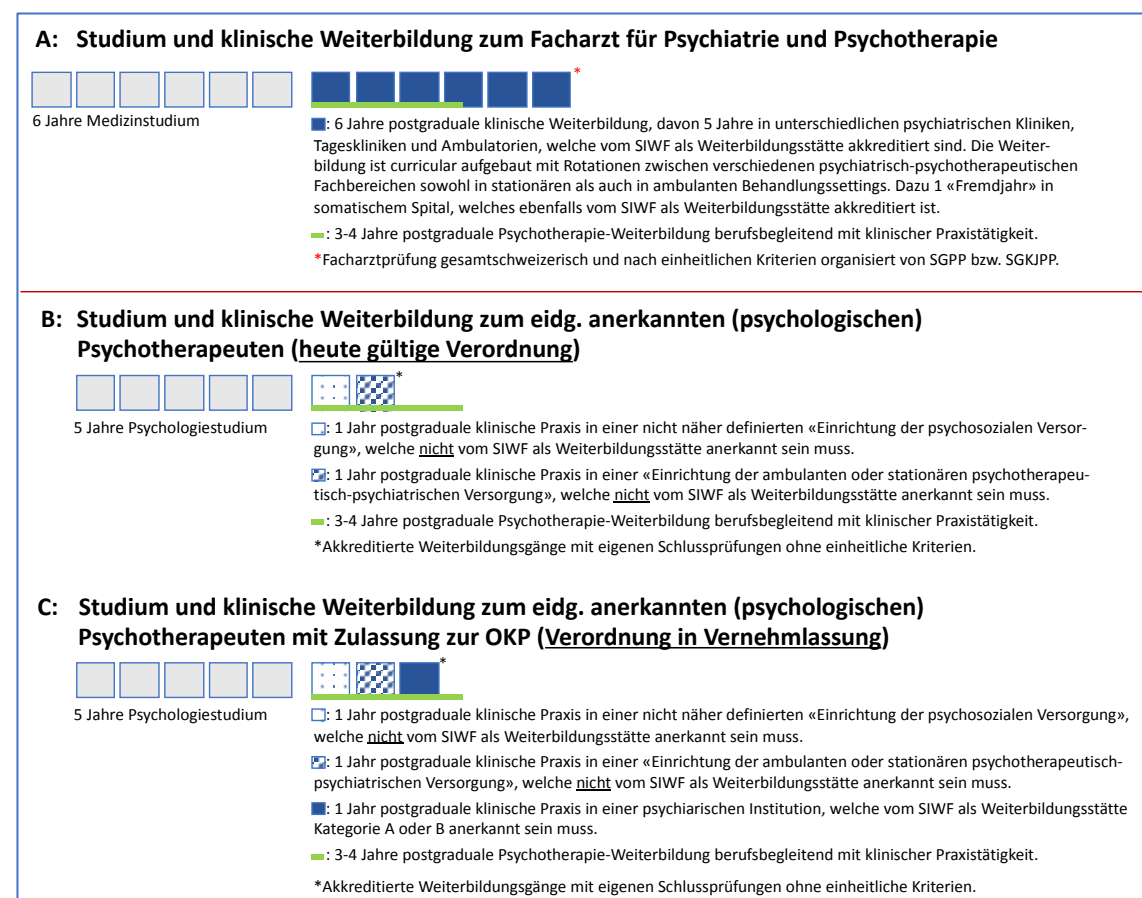 A: Studium und klinische Weiterbildung zum Facharzt für Psychiatrie und Psychotherapie
*
6 Jahre Medizinstudium
: 6 Jahre postgraduale klinische Weiterbildung, davon 5 Jahre in unterschiedlichen psychiatrischen Kliniken,
Tageskliniken und Ambulatorien, welche vom SIWF als Weiterbildungsstätte akkreditiert sind. Die Weiter-
bildung ist curricular aufgebaut mit Rotationen zwischen verschiedenen psychiatrisch-psychotherapeutischen
Fachbereichen sowohl in stationären als auch in ambulanten Behandlungssettings. Dazu 1 «Fremdjahr» in
somatischem Spital, welches ebenfalls vom SIWF als Weiterbildungsstätte akkreditiert ist.
: 3-4 Jahre postgraduale Psychotherapie-Weiterbildung berufsbegleitend mit klinischer Praxistätigkeit.
*Facharztprüfung gesamtschweizerisch und nach einheitlichen Kriterien organisiert von SGPP bzw. SGKJPP.
B: Studium und klinische Weiterbildung zum eidg. anerkannten (psychologischen)
Psychotherapeuten (heute gültige Verordnung)
*
5 Jahre Psychologiestudium
: 1 Jahr postgraduale klinische Praxis in einer nicht näher definierten «Einrichtung der psychosozialen Versor-
gung», welche nicht vom SIWF als Weiterbildungsstätte anerkannt sein muss.
: 1 Jahr postgraduale klinische Praxis in einer «Einrichtung der ambulanten oder stationären psychotherapeu-
tisch-psychiatrischen Versorgung», welche nicht vom SIWF als Weiterbildungsstätte anerkannt sein muss.
: 3-4 Jahre postgraduale Psychotherapie-Weiterbildung berufsbegleitend mit klinischer Praxistätigkeit.
*Akkreditierte Weiterbildungsgänge mit eigenen Schlussprüfungen ohne einheitliche Kriterien.
C: Studium und klinische Weiterbildung zum eidg. anerkannten (psychologischen)
Psychotherapeuten mit Zulassung zur OKP (Verordnung in Vernehmlassung)
*
5 Jahre Psychologiestudium
: 1 Jahr postgraduale klinische Praxis in einer nicht näher definierten «Einrichtung der psychosozialen Versorgung»,
welche nicht vom SIWF als Weiterbildungsstätte anerkannt sein muss.
: 1 Jahr postgraduale klinische Praxis in einer «Einrichtung der ambulanten oder stationären psychotherapeutisch-
psychiatrischen Versorgung», welche nicht vom SIWF als Weiterbildungsstätte anerkannt sein muss.
: 1 Jahr postgraduale klinische Praxis in einer psychiarischen Institution, welche vom SIWF als Weiterbildungsstätte
Kategorie A oder B anerkannt sein muss.
: 3-4 Jahre postgraduale Psychotherapie-Weiterbildung berufsbegleitend mit klinischer Praxistätigkeit.
*Akkreditierte Weiterbildungsgänge mit eigenen Schlussprüfungen ohne einheitliche Kriterien.